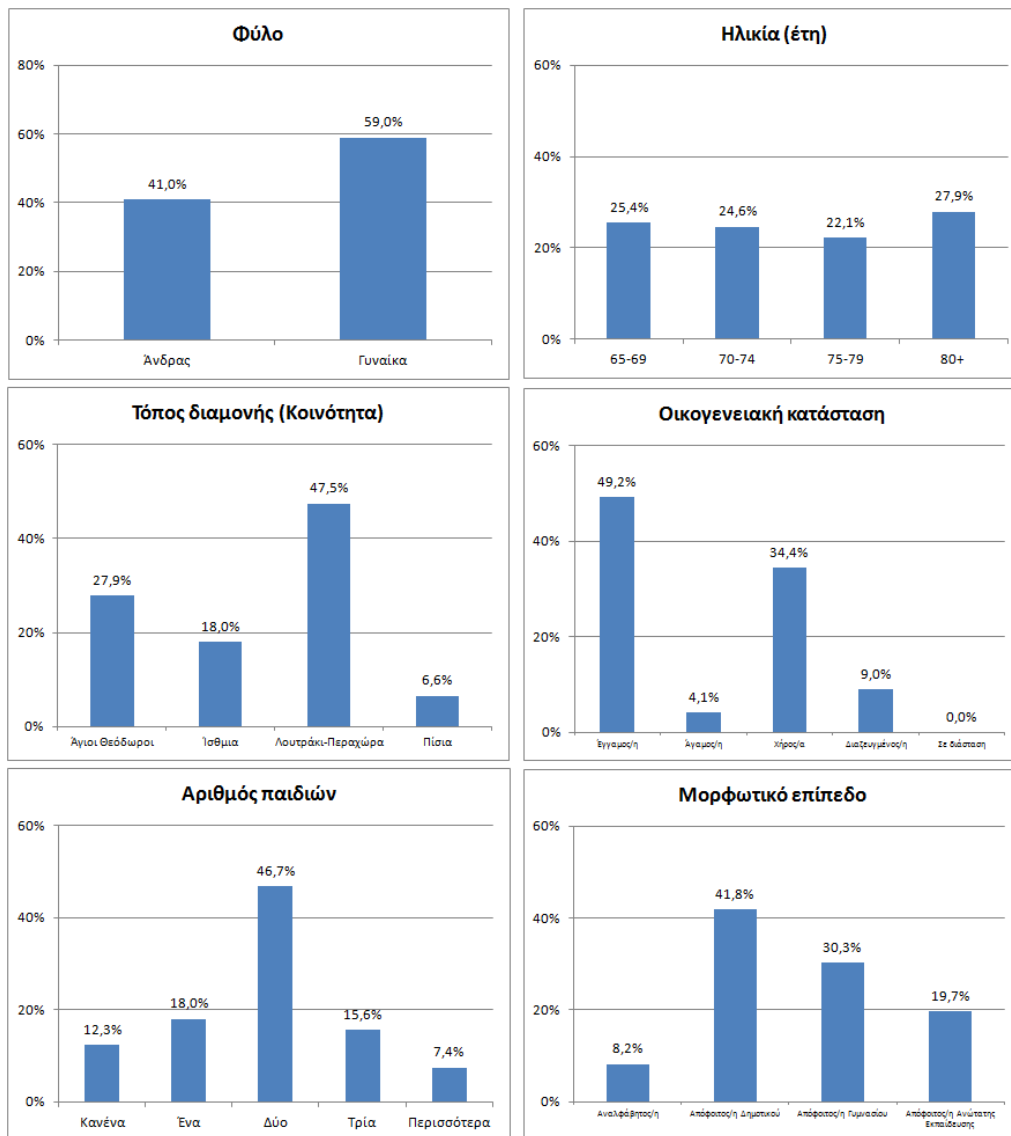 Φύλο
80%
60%
40%
20%
0%
41,0%
59,0%
Άνδρας
Γυναίκα
Ηλικία (έτη)
60%
40%
20%
0%
25,4%
24,6%
22,1%
27,9%
65-69
70-74
75-79
80+
Τόπος διαμονής (Κοινότητα)
60%
40%
20%
0%
27,9%
18,0%
47,5%
6,6%
Άγιοι Θεόδωροι
Ίσθμια
Λουτράκι-Περαχώρα
Πίσια
Οικογενειακή κατάσταση
60%
40%
20%
0%
49,2%
4,1%
34,4%
9,0%
0,0%
Έγγαμος/η
Άγαμος/η
Χήρος/α
Διαζευγμένος/η
Σε διάσταση
Αριθμός παιδιών
60%
40%
20%
0%
12,3%
18,0%
46,7%
15,6%
7,4%
Κανένα
Ένα
Δύο
Τρία
Περισσότερα
Μορφωτικό επίπεδο
60%
40%
20%
0%
8,2%
41,8%
30,3%
19,7%
Αναλφάβητος/η
Απόφοιτος/η Δημοτικού
Απόφοιτος/η Γυμνασίου
Απόφοιτος/η Ανώτατης
Εκπαίδευσης